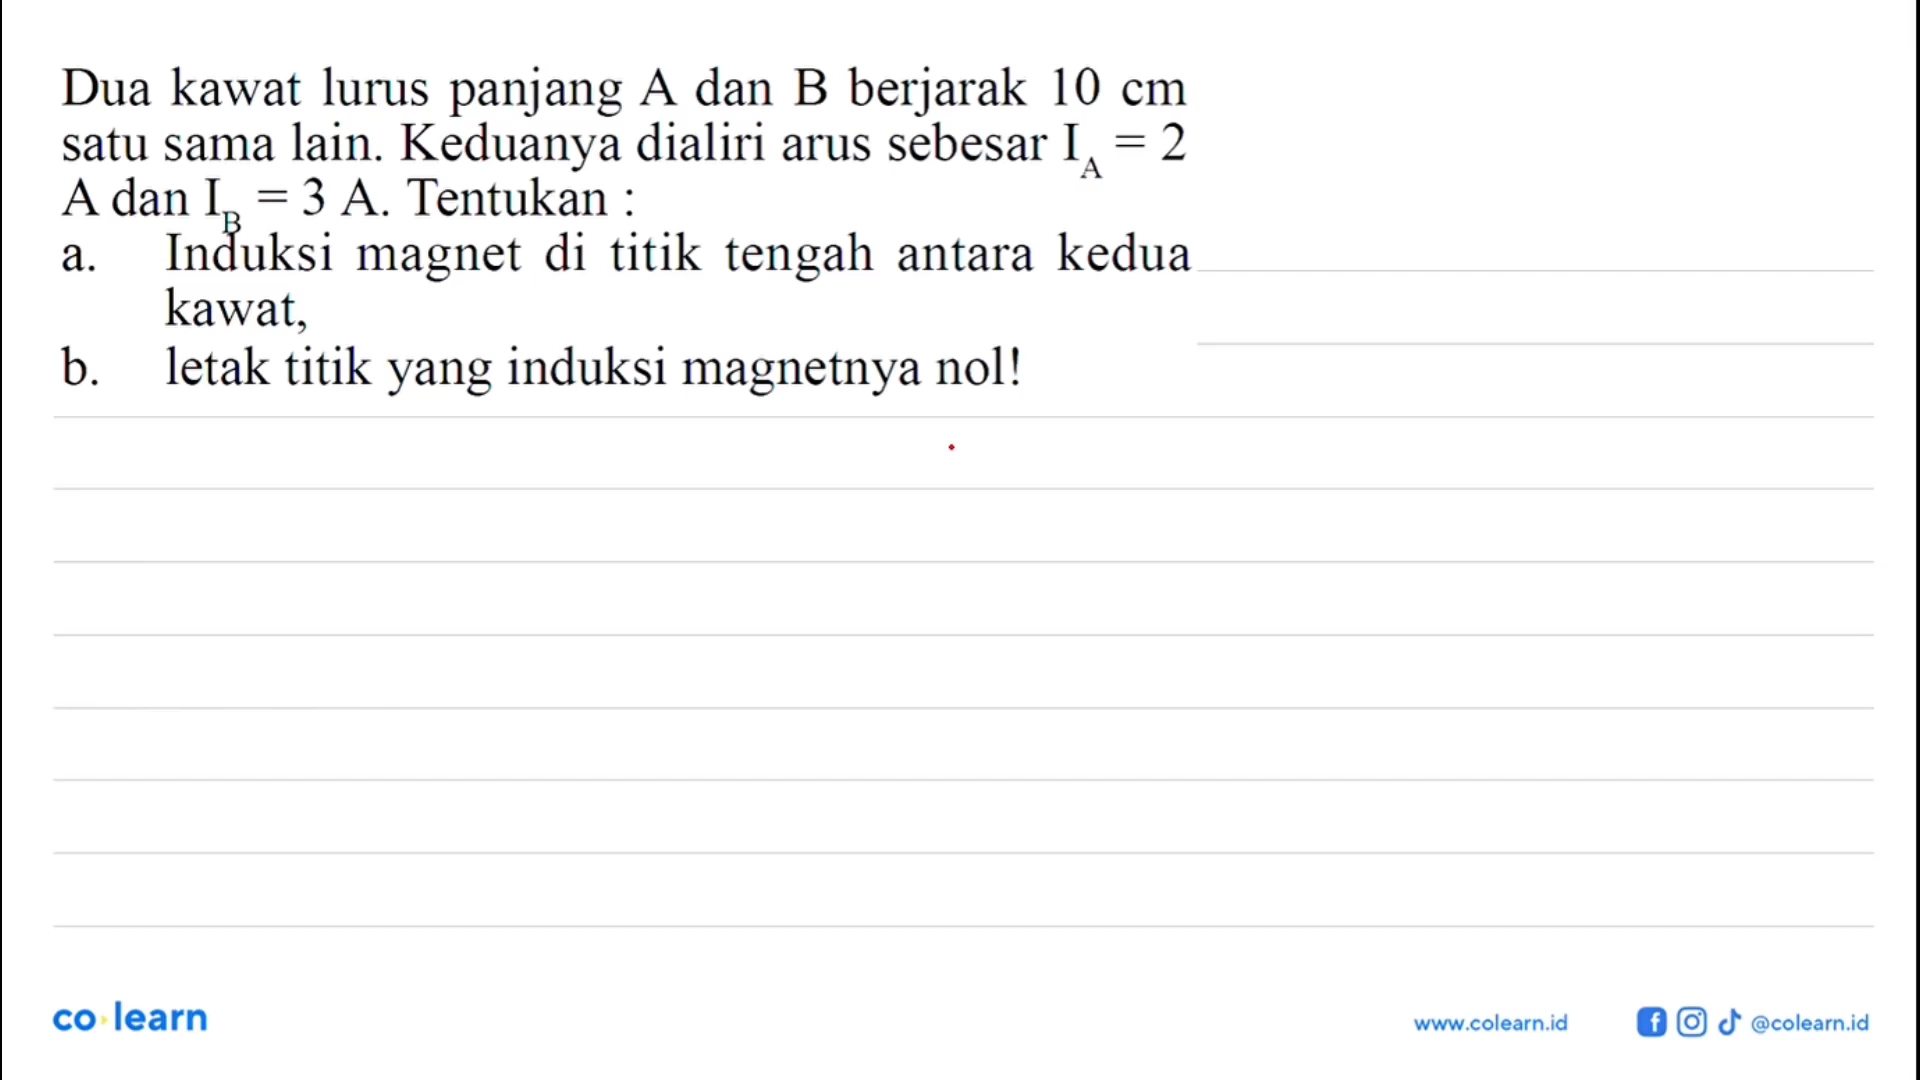 Dua kawat lurus panjang A dan B berjarak 10 cm
satu sama lain. Keduanya dialiri arus sebesar I_A = 2
A dan I_B = 3 A. Tentukan :
a. Induksi magnet di titik tengah antara kedua
kawat,
b. letak titik yang induksi magnetnya nol!
co learn
www.colearn.id @colearn.id